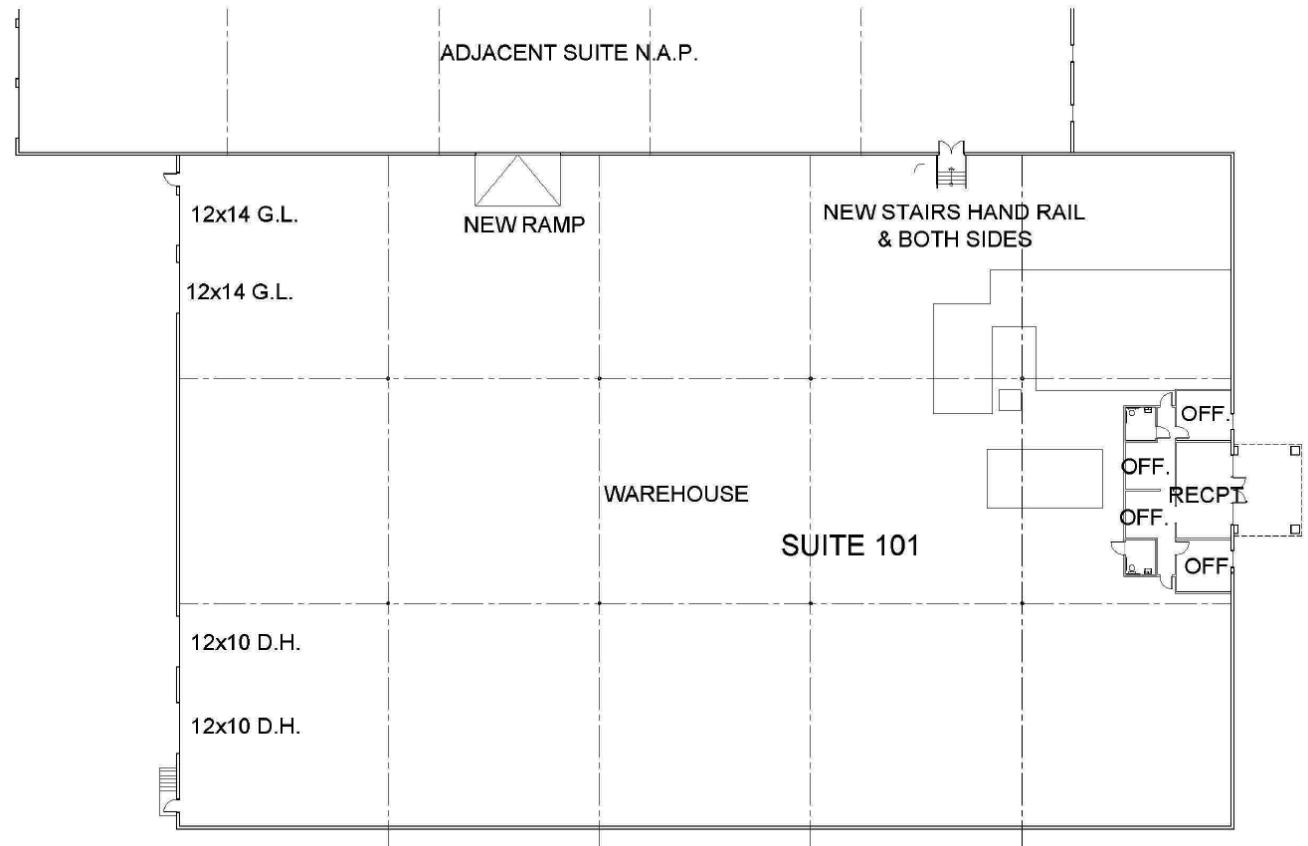 ADJACENT SUITE N.A.P.
12x14 G.L.
NEW RAMP
NEW STAIRS HAND RAIL
& BOTH SIDES
12x14 G.L.
OFF.
OFF.
RECPT.
WAREHOUSE
OFF.
SUITE 101
OFF.
12x10 D.H.
12x10 D.H.